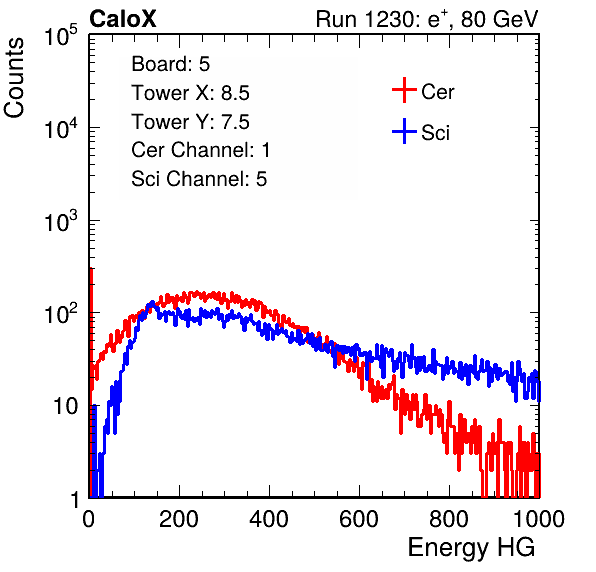 CaloX Run 1230: e⁺, 80 GeV
Counts
10⁵
10⁴
10³
10²
10
1
Board: 5
Tower X: 8.5
Tower Y: 7.5
Cer Channel: 1
Sci Channel: 5
Cer
Sci
0 200 400 600 800 1000
Energy HG